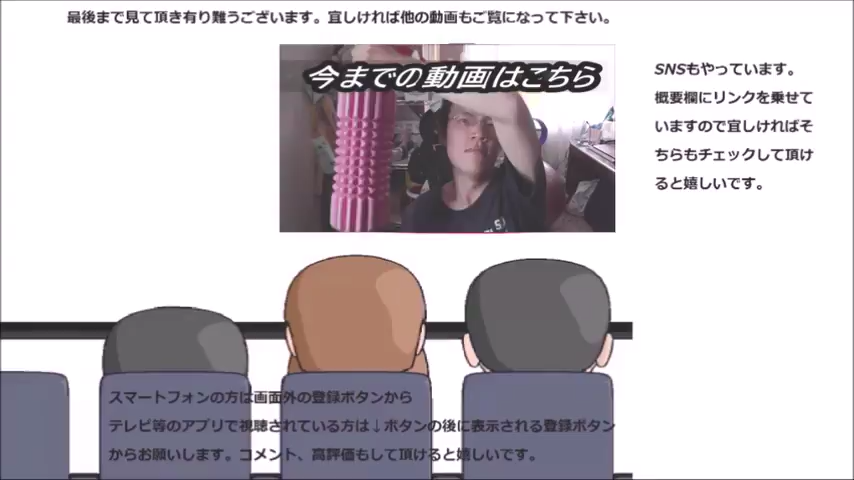 最後まで見て頂き有り難うございます。宜しければ他の動画もご覧になって下さい。
今までの動画はこちら
SNSもやっています。
概要欄にリンクを乗せて
いますので宜しければそ
ちらもチェックして頂け
ると嬉しいです。
スマートフォンの方は画面外の登録ボタンから
テレビ等のアプリで視聴されている方は↓ボタンの後に表示される登録ボタン
からお願いします。コメント、高評価もして頂けると嬉しいです。